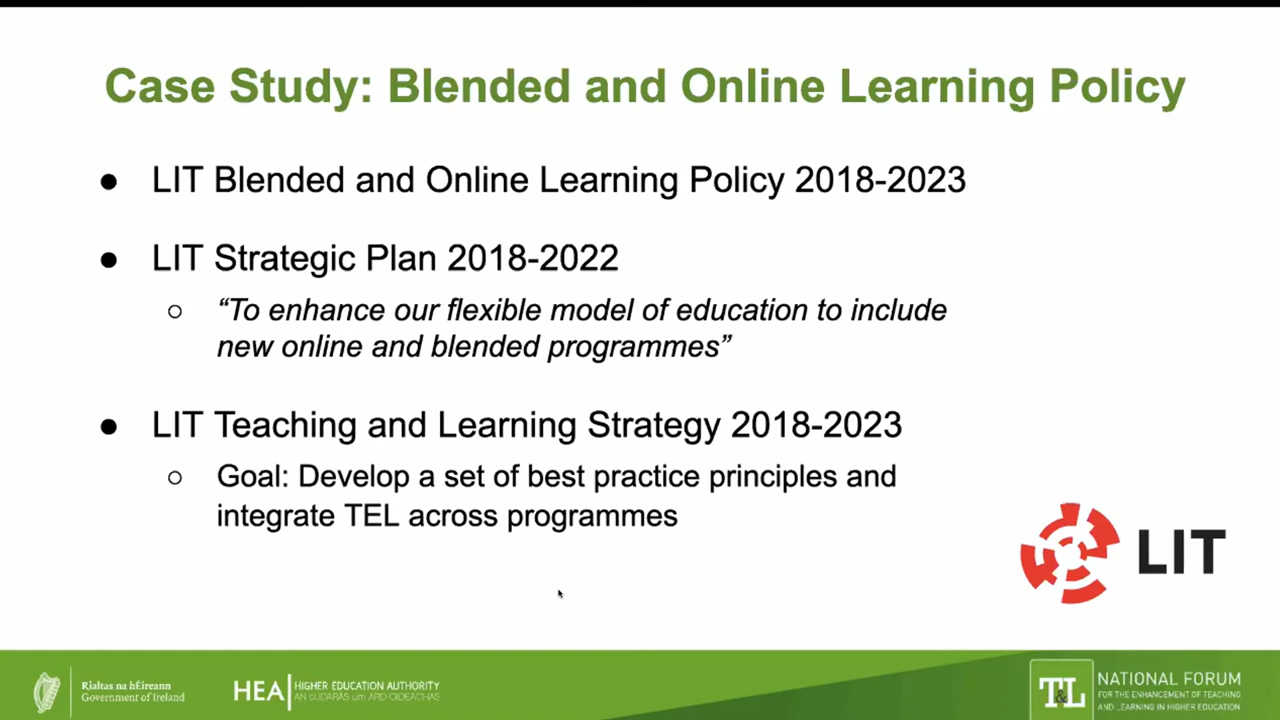 Case Study: Blended and Online Learning Policy
● LIT Blended and Online Learning Policy 2018-2023
● LIT Strategic Plan 2018-2022
○ “To enhance our flexible model of education to include
new online and blended programmes”
● LIT Teaching and Learning Strategy 2018-2023
○ Goal: Develop a set of best practice principles and
integrate TEL across programmes
LIT
Rialtas na hÉireann
Government of Ireland
HEA
HIGHER EDUCATION AUTHORITY
AN tÚDARÁS um ARD-OIDEACHAS
T&L
NATIONAL FORUM
FOR THE ENHANCEMENT OF TEACHING
AND LEARNING IN HIGHER EDUCATION